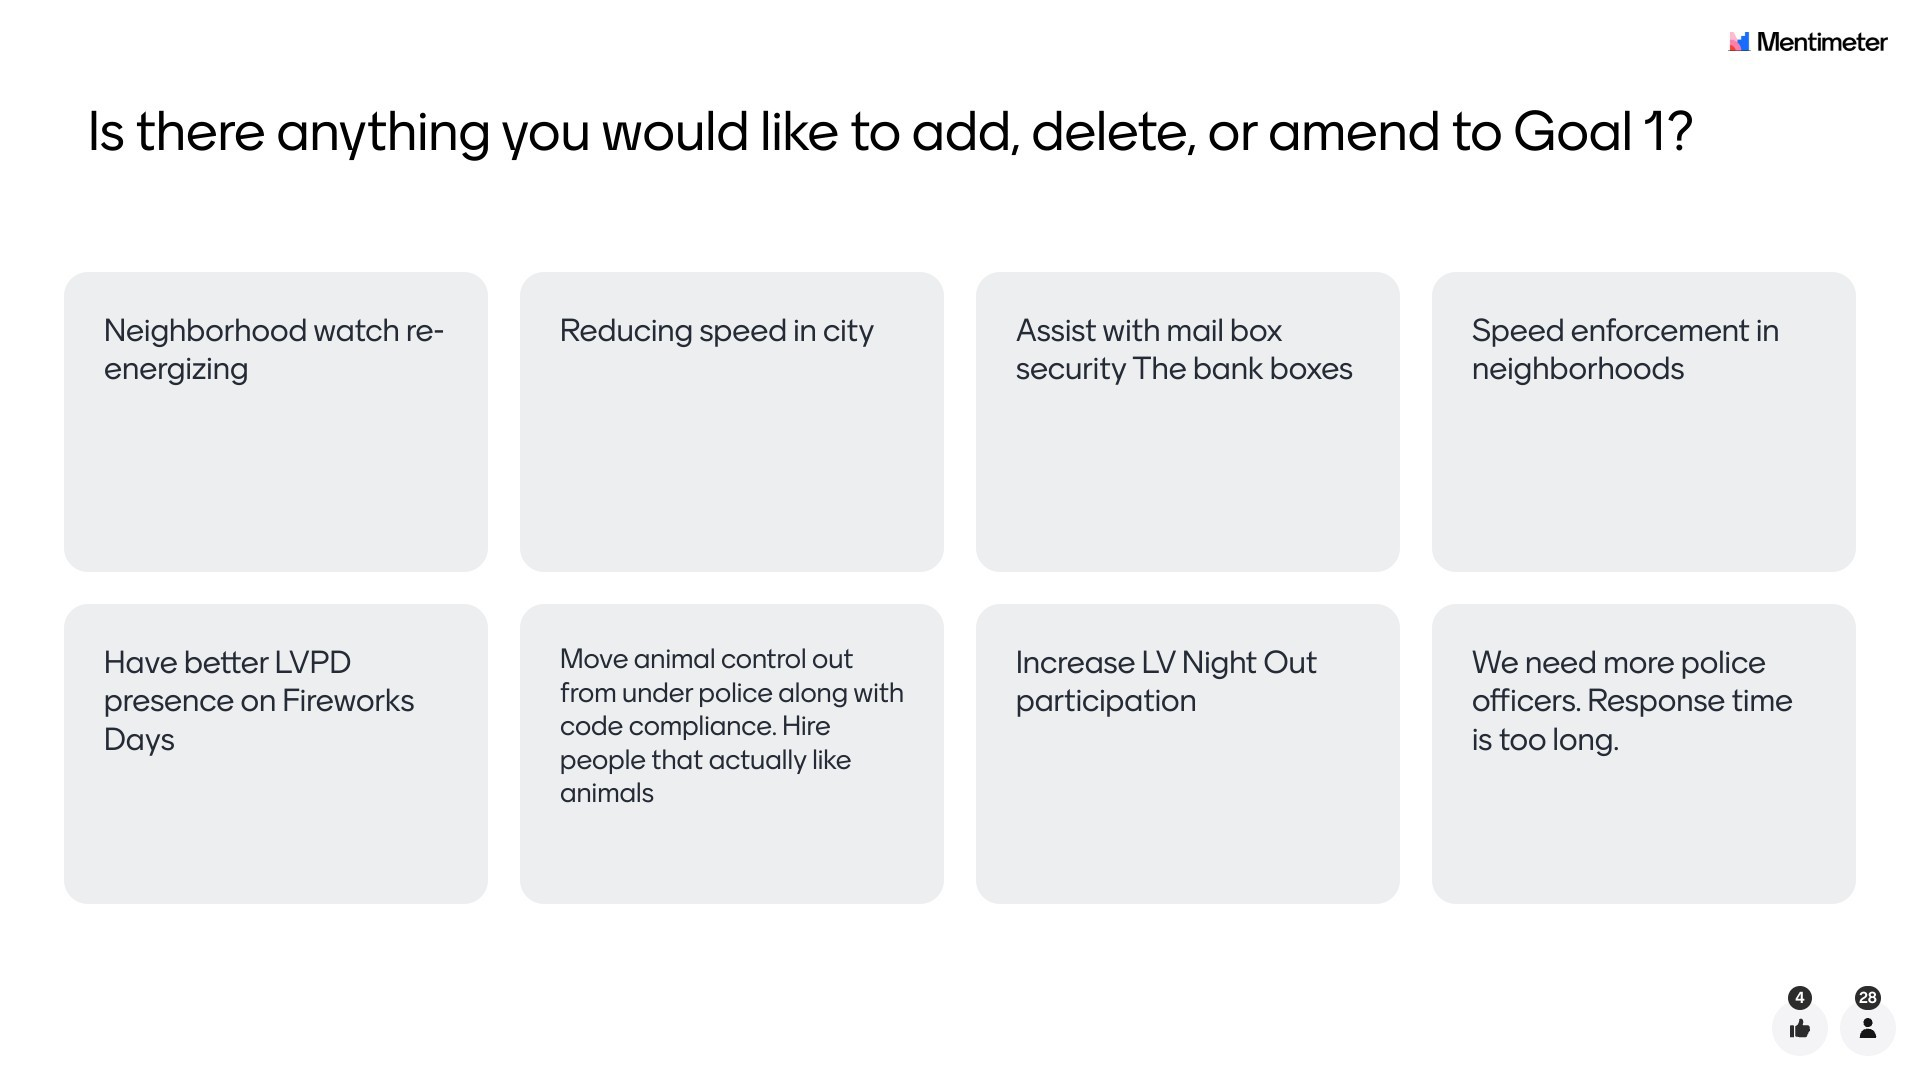 Mentimeter
Is there anything you would like to add, delete, or amend to Goal 1?
Neighborhood watch re-
energizing
Reducing speed in city
Assist with mail box
security The bank boxes
Speed enforcement in
neighborhoods
Have better LVPD
presence on Fireworks
Days
Move animal control out
from under police along with
code compliance. Hire
people that actually like
animals
Increase LV Night Out
participation
We need more police
officers. Response time
is too long.
4
28